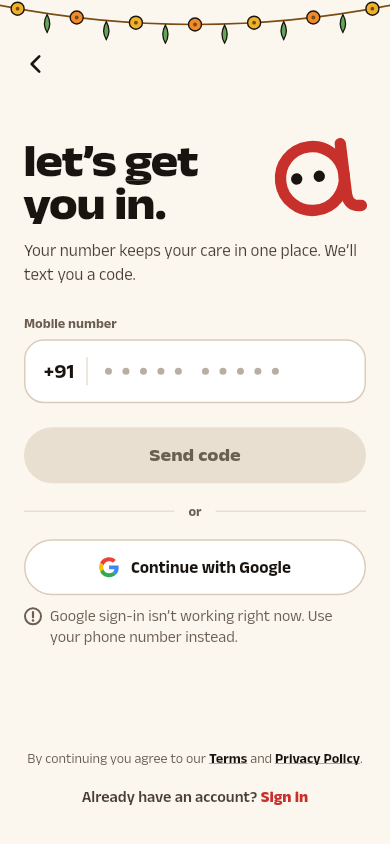 let’s get
you in.
Your number keeps your care in one place. We’ll
text you a code.
Mobile number
+91
Send code
or
Continue with Google
Google sign-in isn’t working right now. Use
your phone number instead.
By continuing you agree to our Terms and Privacy Policy.
Already have an account? Sign in